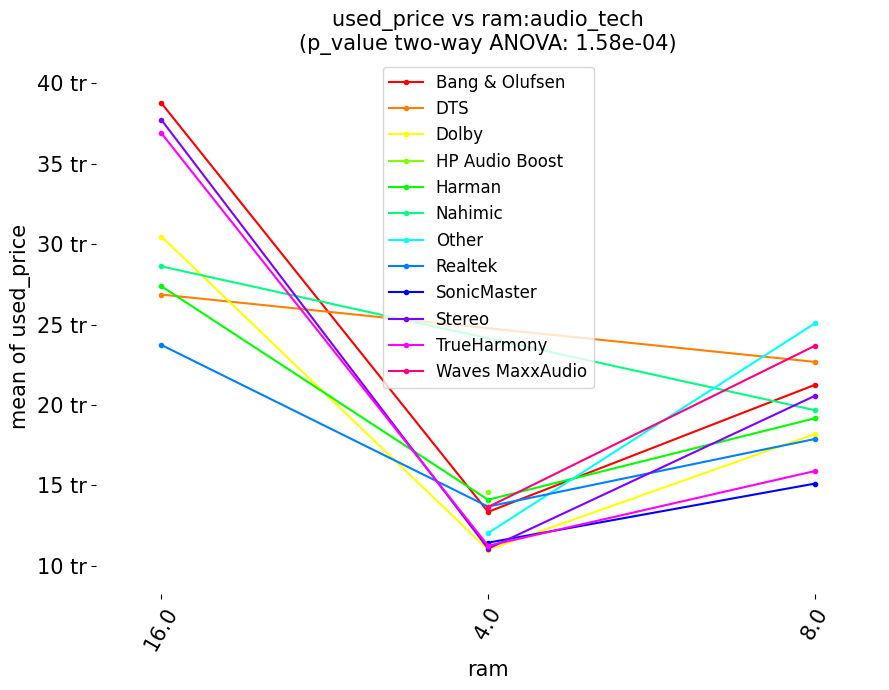 used_price vs ram:audio_tech
(p_value two-way ANOVA: 1.58e-04)
Bang & Olufsen
DTS
Dolby
HP Audio Boost
Harman
Nahimic
Other
Realtek
SonicMaster
Stereo
TrueHarmony
Waves MaxxAudio
mean of used_price
40 tr
35 tr
30 tr
25 tr
20 tr
15 tr
10 tr
16.0
4.0
8.0
ram